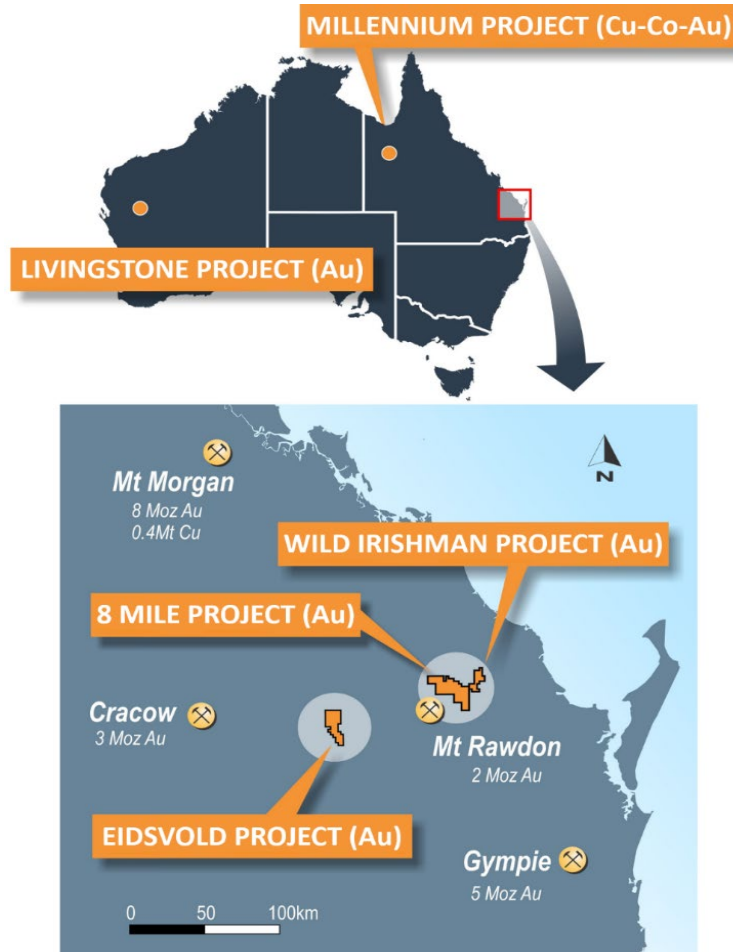 MILLENNIUM PROJECT (Cu-Co-Au)
LIVINGSTONE PROJECT (Au)
Mt Morgan
8 Moz Au
0.4Mt Cu
N
WILD IRISHMAN PROJECT (Au)
8 MILE PROJECT (Au)
Cracow
3 Moz Au
Mt Rawdon
2 Moz Au
EIDSVOLD PROJECT (Au)
Gympie
5 Moz Au
0 50 100km